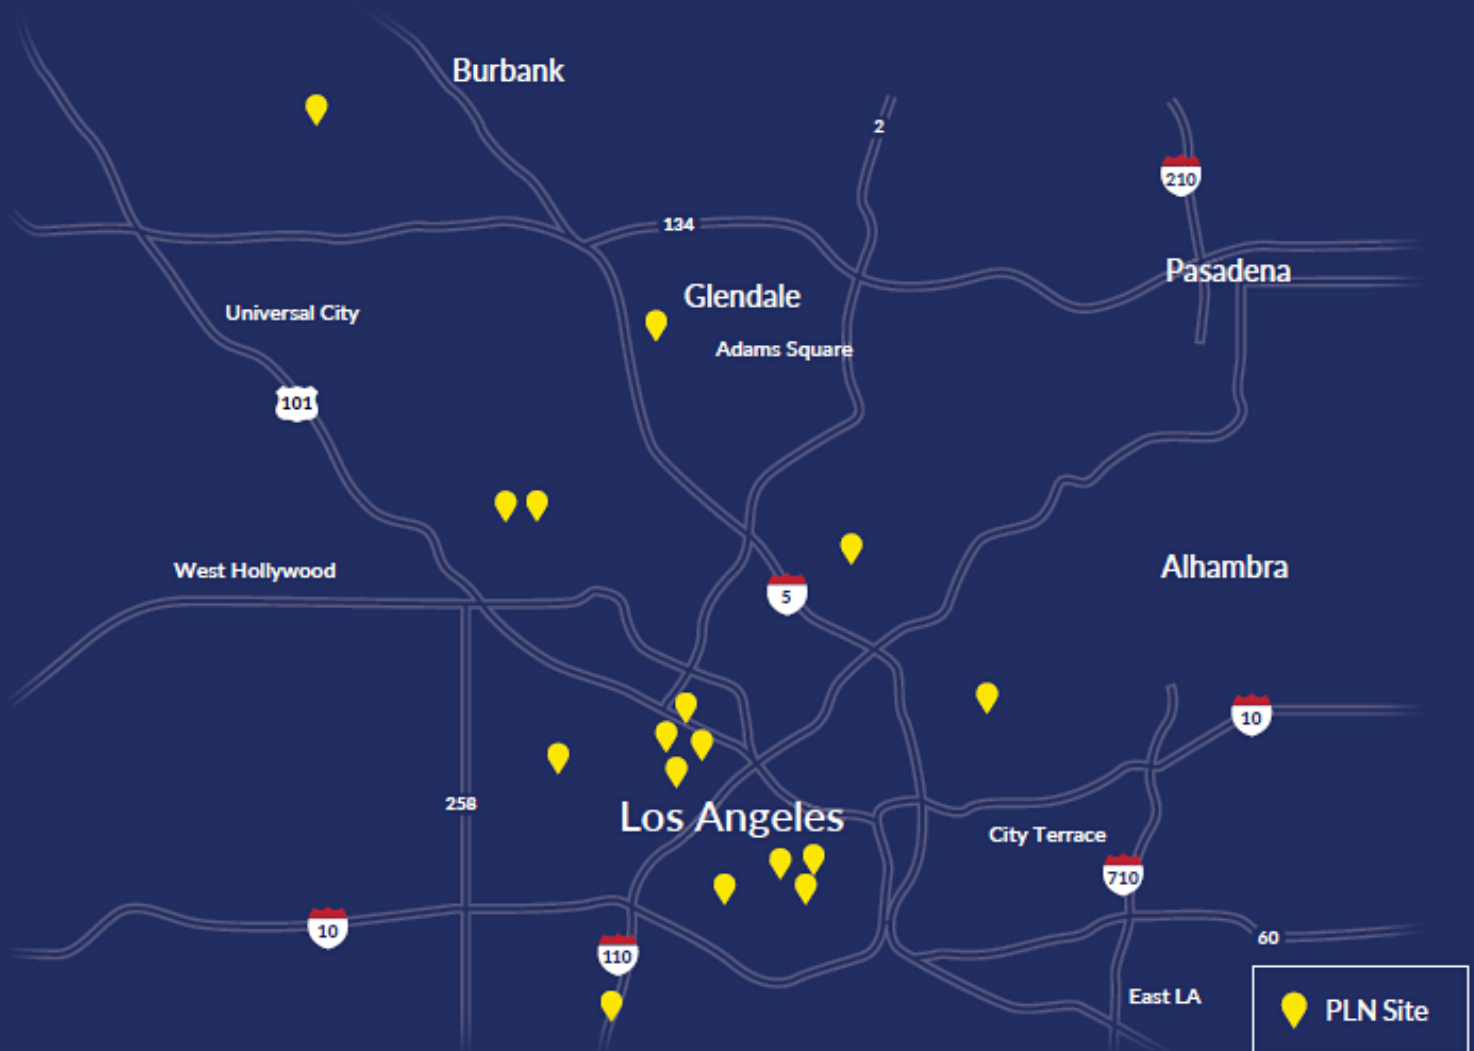 Burbank
2
210
134
Pasadena
Glendale
Universal City
Adams Square
101
Alhambra
West Hollywood
5
10
258
Los Angeles
City Terrace
710
10
60
110
East LA
PLN Site